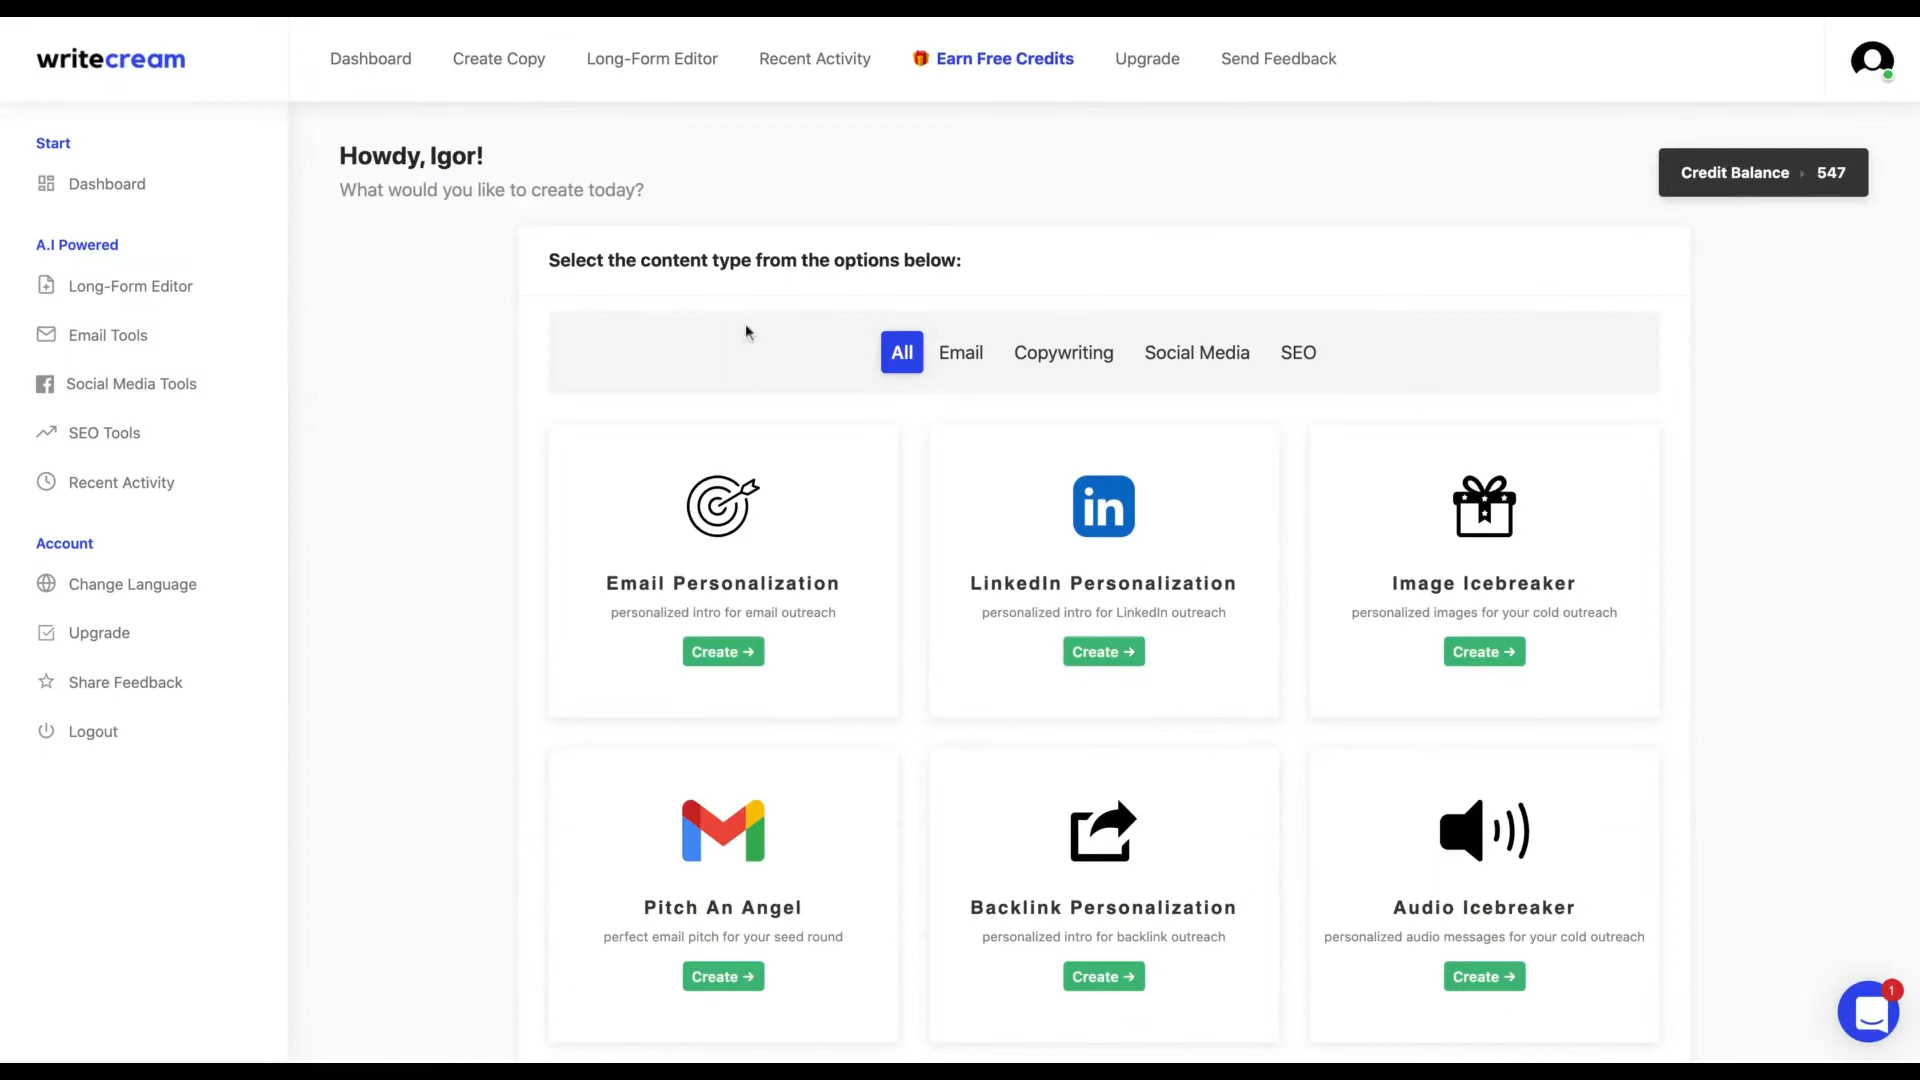 writecream
Dashboard
Create Copy
Long-Form Editor
Recent Activity
Earn Free Credits
Upgrade
Send Feedback
Start
Dashboard
A.I Powered
Long-Form Editor
Email Tools
Social Media Tools
SEO Tools
Recent Activity
Account
Change Language
Upgrade
Share Feedback
Logout
Howdy, Igor!
What would you like to create today?
Credit Balance 547
Select the content type from the options below:
All
Email
Copywriting
Social Media
SEO
Email Personalization
personalized intro for email outreach
Create →
in
LinkedIn Personalization
personalized intro for LinkedIn outreach
Create →
Image Icebreaker
personalized images for your cold outreach
Create →
Pitch An Angel
perfect email pitch for your seed round
Create →
Backlink Personalization
personalized intro for backlink outreach
Create →
Audio Icebreaker
personalized audio messages for your cold outreach
Create →
1